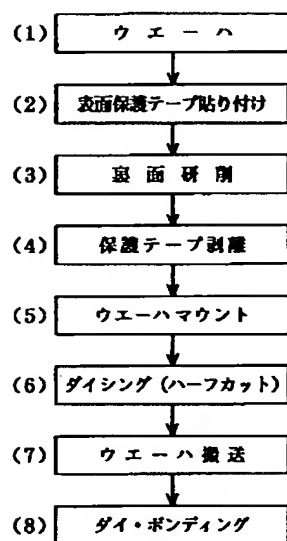 (1) ウエーハ
(2) 表面保護テープ貼り付け
(3) 裏面研削
(4) 保護テープ剥離
(5) ウエーハマウント
(6) ダイシング(ハーフカット)
(7) ウエーハ搬送
(8) ダイ・ボンディング